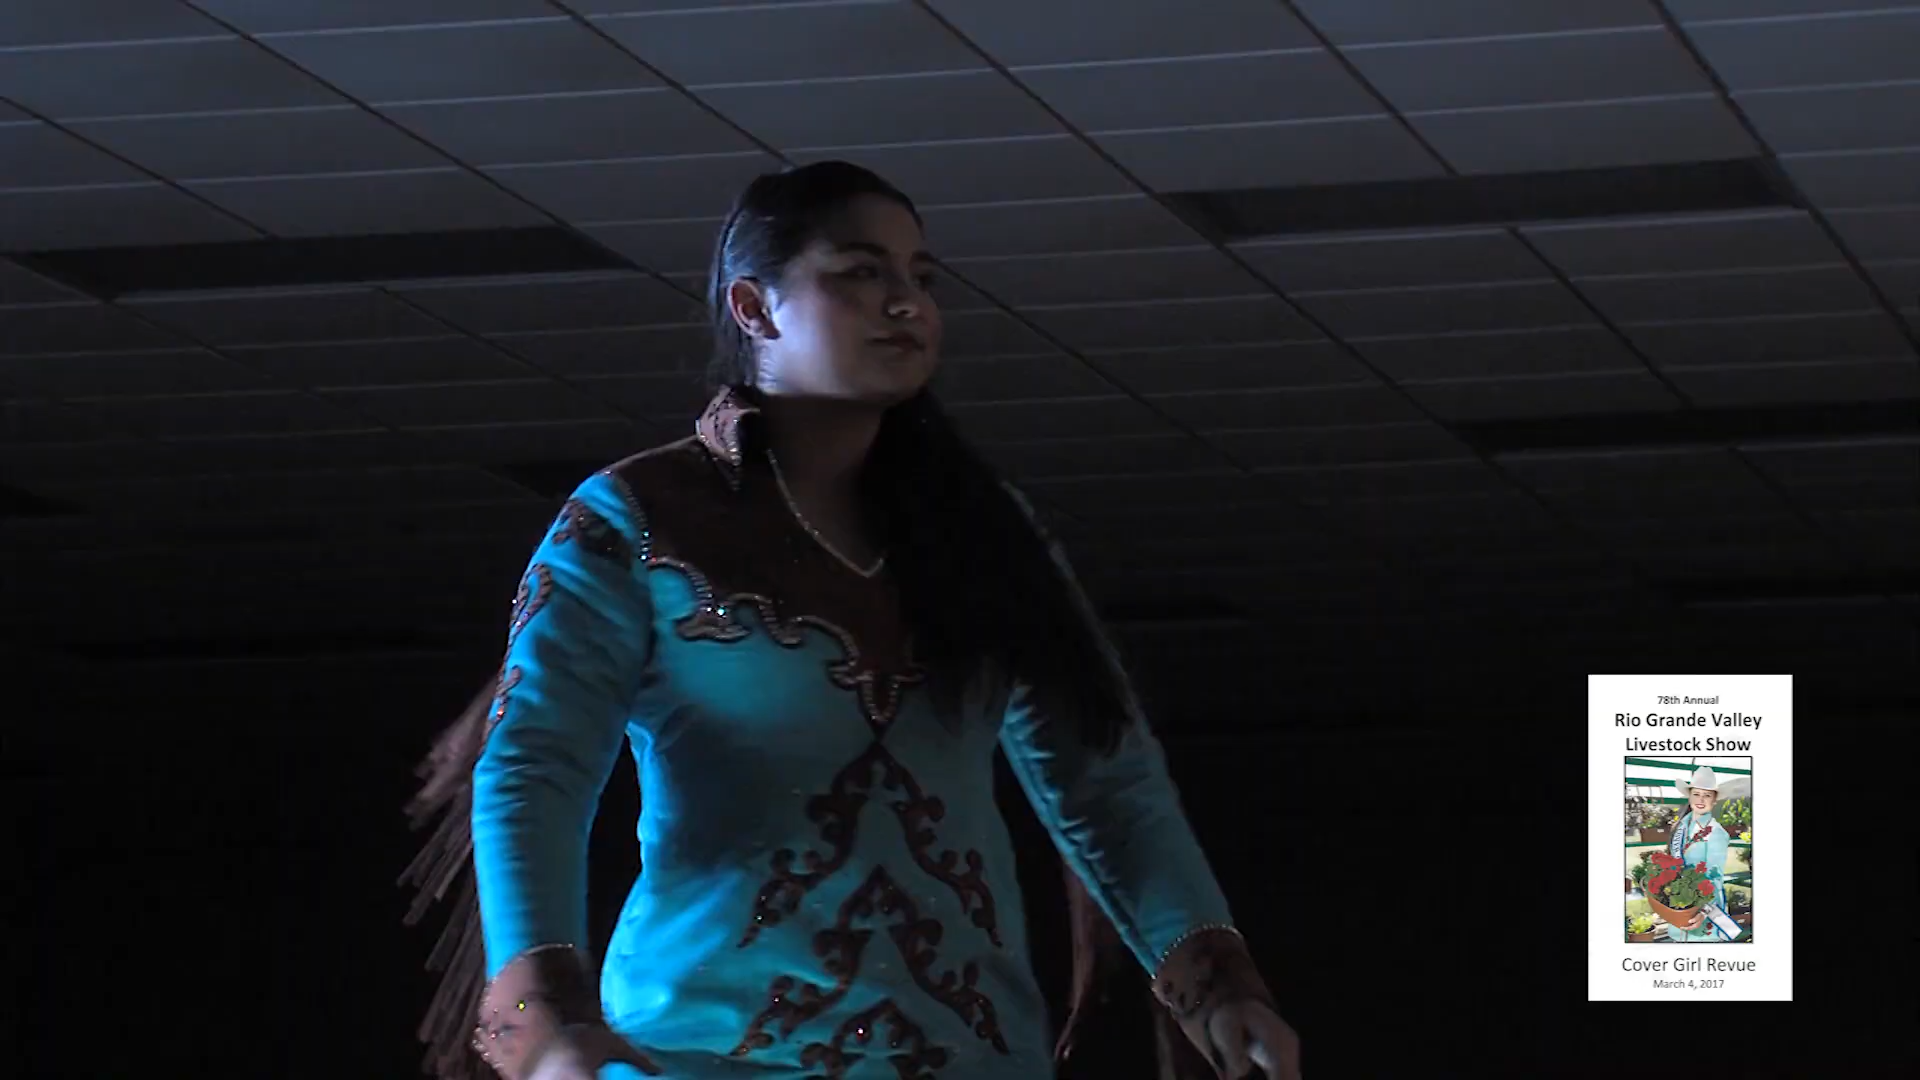 78th Annual
Rio Grande Valley
Livestock Show
Cover Girl Revue
March 4, 2017